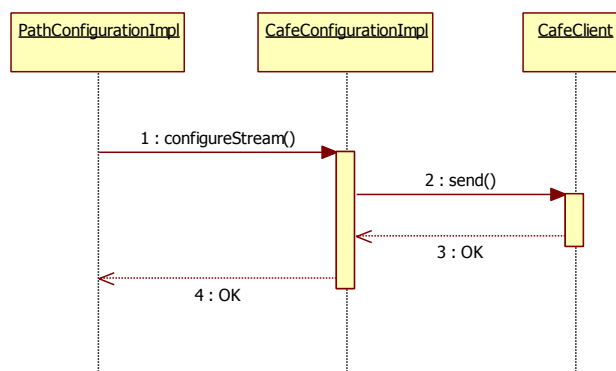 PathConfigurationImpl
CafeConfigurationImpl
CafeClient
1 : configureStream()
2 : send()
3 : OK
4 : OK